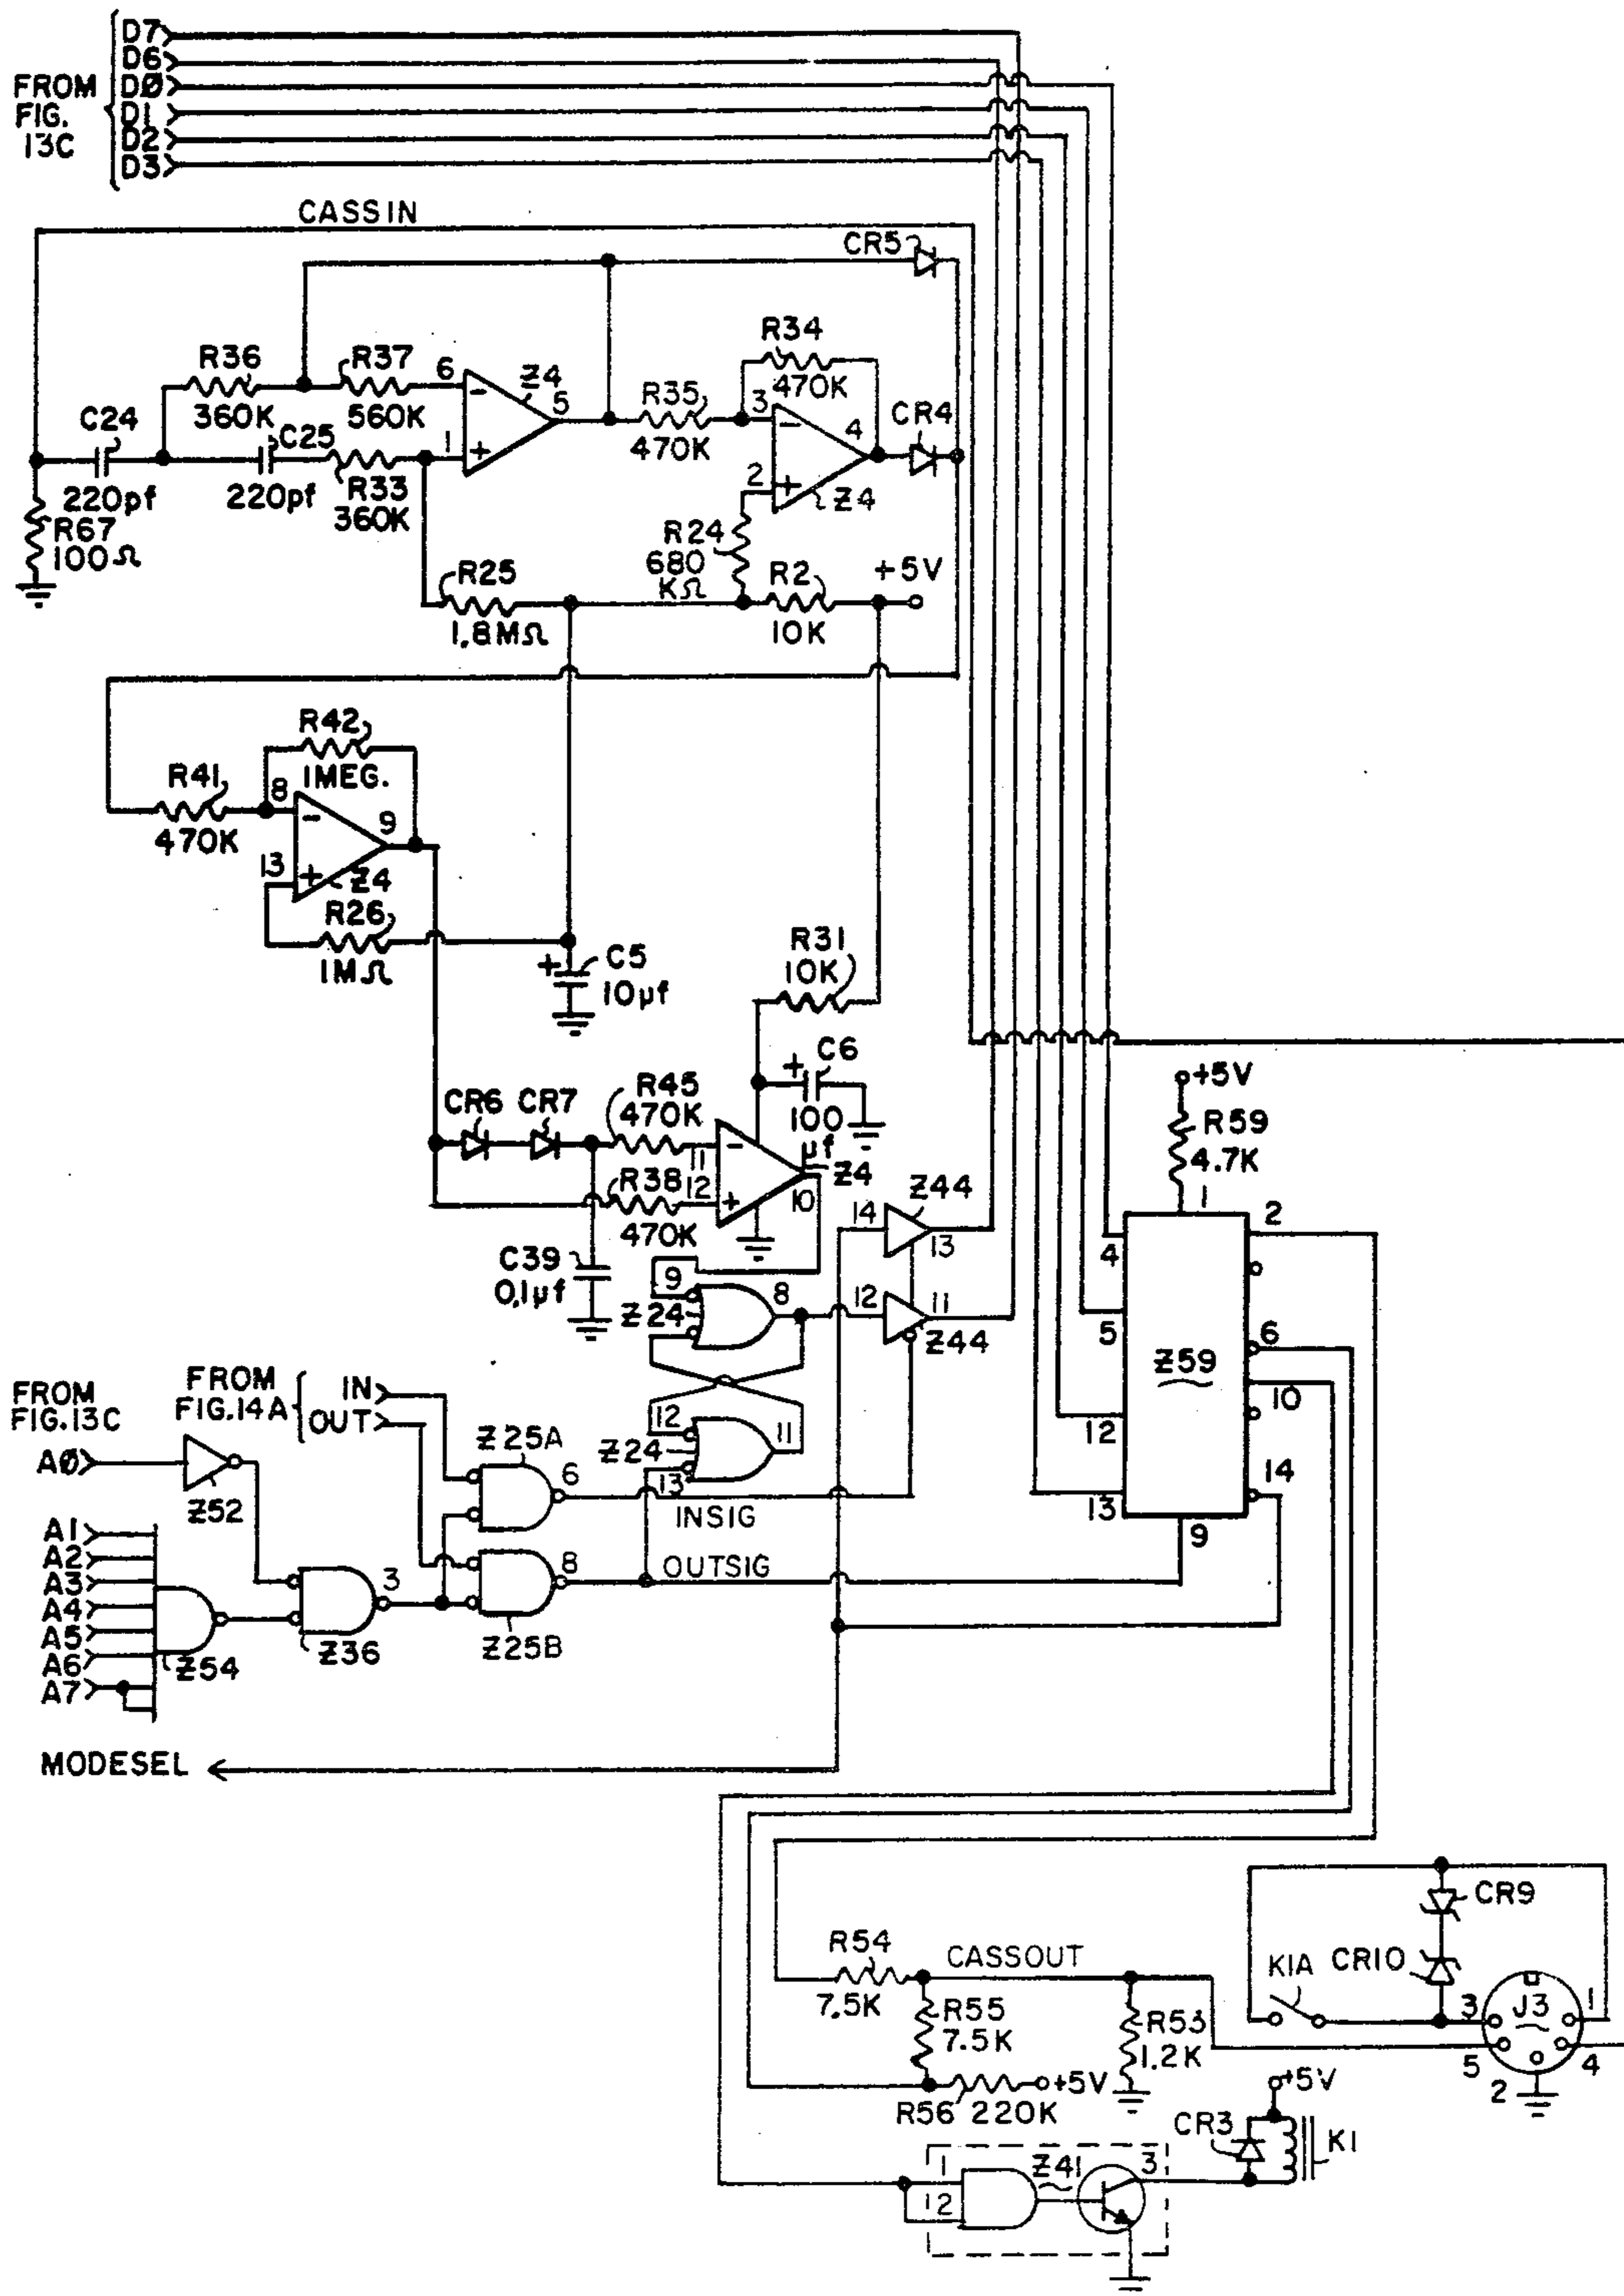 FROM
FIG.
13C
D7
D6
DØ
D1
D2
D3
CASSIN
CR5
R36
360K
R37
560K
6
Z4
5
1
C24
220pf
C25
220pf
R33
360K
R67
100Ω
R34
470K
R35
470K
3
4
2
Z4
CR4
R24
680
KΩ
R25
1.8MΩ
R2
10K
+5V
R42
1MEG.
R41
470K
8
9
13
Z4
R26
1MΩ
C5
10µf
R31
10K
C6
100
µf
CR6
CR7
R45
470K
11
12
10
Z4
R38
470K
C39
0.1µf
+5V
R59
4.7K
1
2
4
5
6
Z59
10
12
14
13
9
Z44
14
13
12
11
Z44
9
8
Z24
12
11
Z24
13
FROM
FIG.13C
AØ
FROM
FIG.14A
IN
OUT
Z52
Z25A
6
INSIG
8
OUTSIG
Z25B
A1
A2
A3
A4
A5
A6
A7
Z54
3
Z36
MODESEL
CR9
CR10
K1A
3
J3
1
5
2
4
R54
7.5K
CASSOUT
R55
7.5K
R53
1.2K
R56 220K
+5V
+5V
CR3
K1
1
2
Z41
3